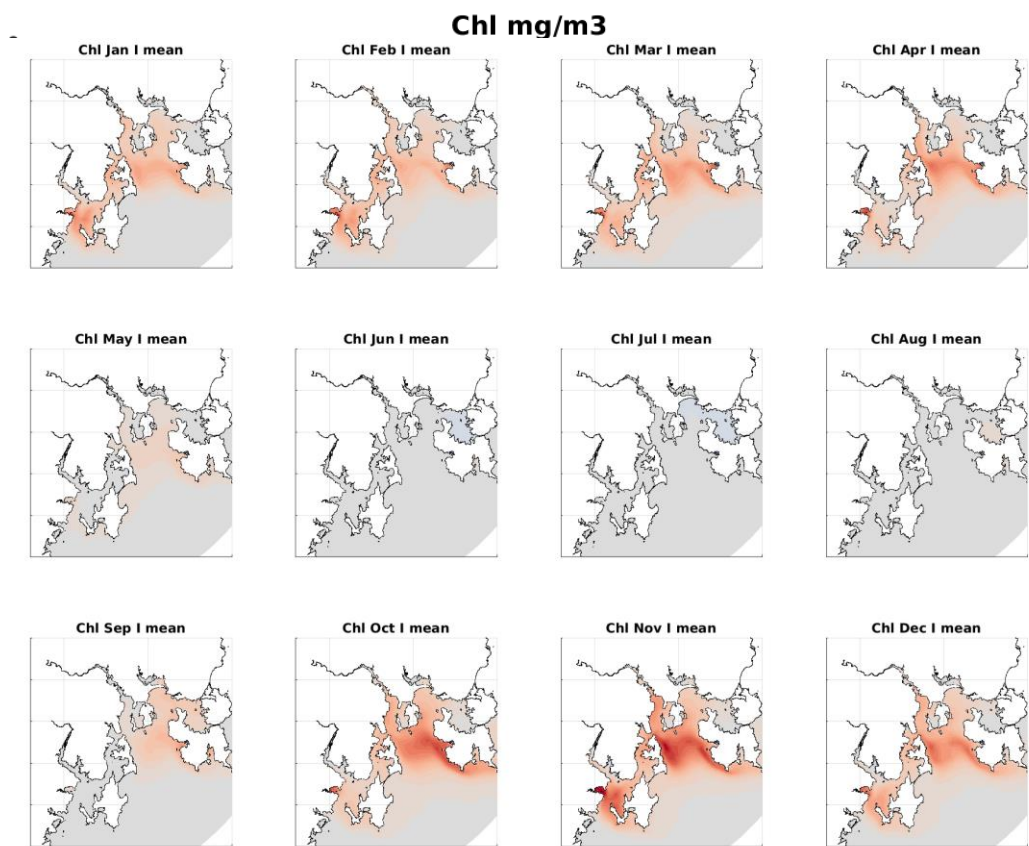 Chl mg/m3
Chl Jan I mean
Chl Feb I mean
Chl Mar I mean
Chl Apr I mean
Chl May I mean
Chl Jun I mean
Chl Jul I mean
Chl Aug I mean
Chl Sep I mean
Chl Oct I mean
Chl Nov I mean
Chl Dec I mean